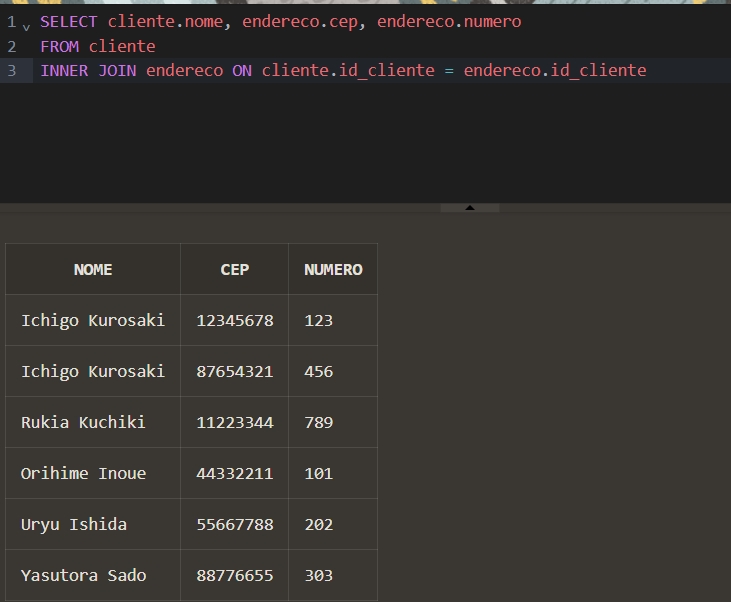 1 SELECT cliente.nome, endereco.cep, endereco.numero
2 FROM cliente
3 INNER JOIN endereco ON cliente.id_cliente = endereco.id_cliente
NOME CEP NUMERO
Ichigo Kurosaki 12345678 123
Ichigo Kurosaki 87654321 456
Rukia Kuchiki 11223344 789
Orihime Inoue 44332211 101
Uryu Ishida 55667788 202
Yasutora Sado 88776655 303